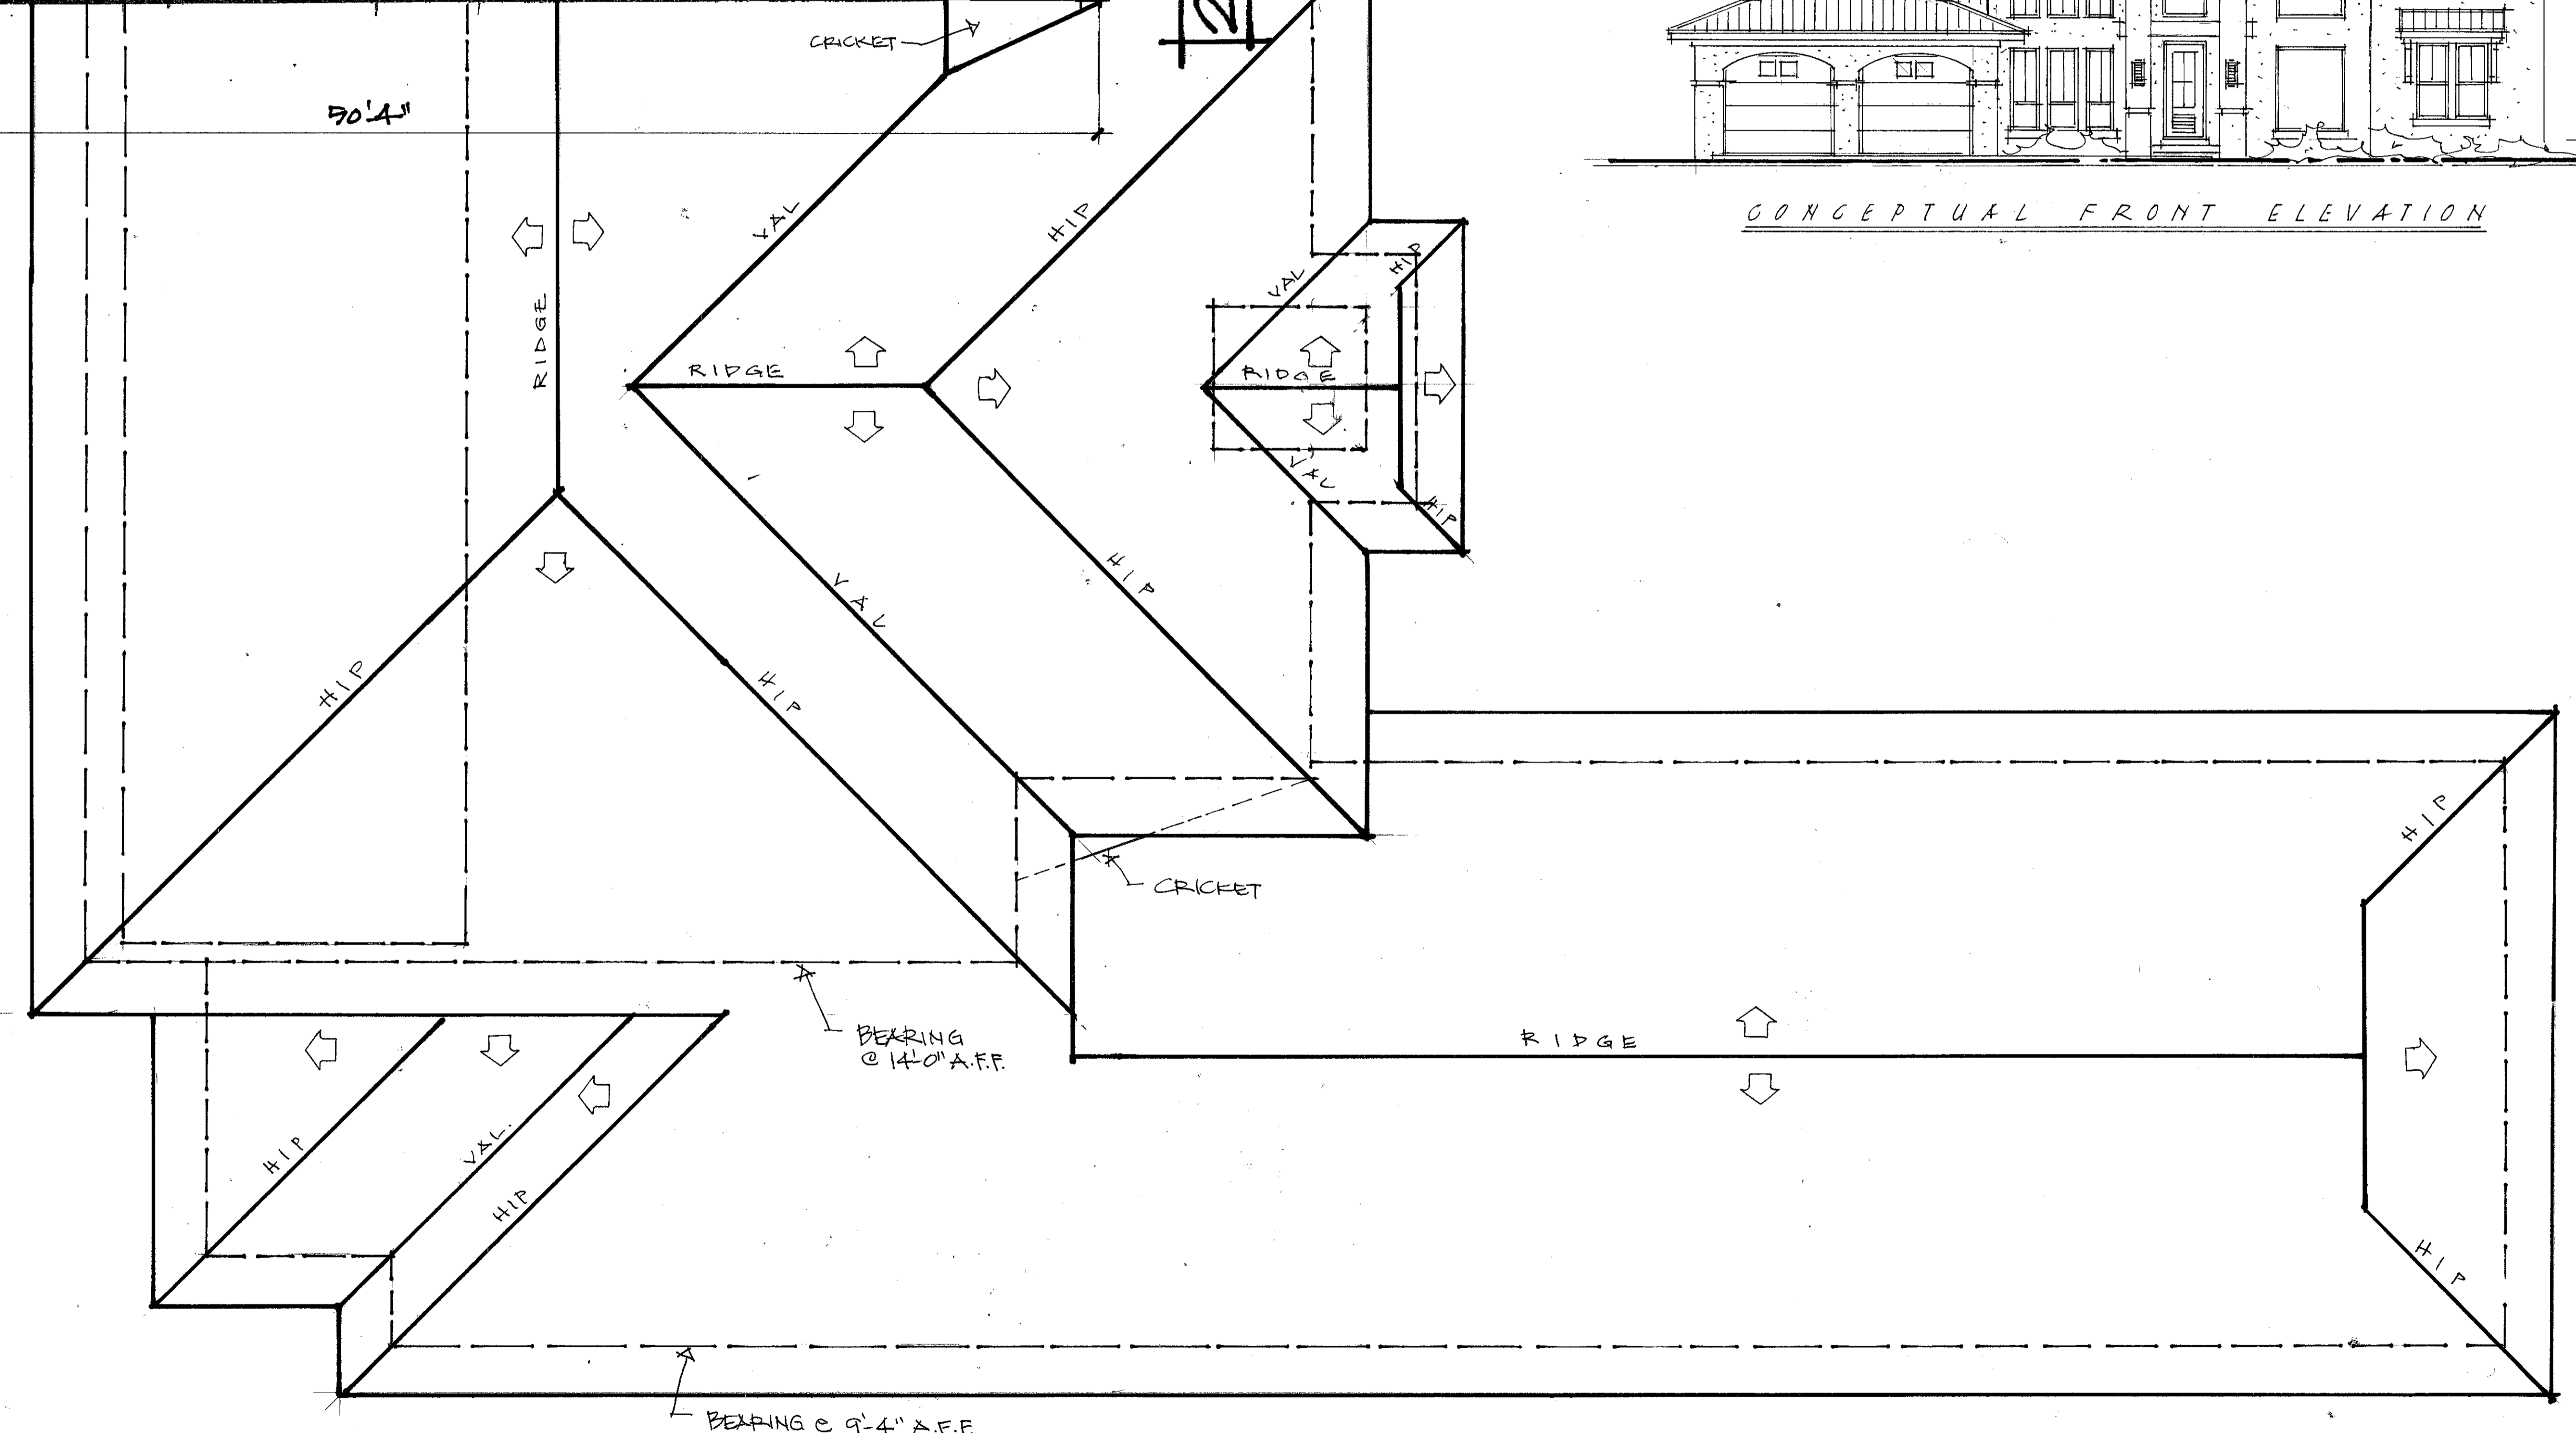 CRICKET
2
50'-4"
CONCEPTUAL FRONT ELEVATION
VAL
HIP
HIP
VAL
RIDGE
RIDGE
RIDGE
VAL
HIP
HIP
VAL
HIP
HIP
HIP
CRICKET
BEARING
@ 14'-0" A.F.F.
RIDGE
HIP
VAL.
HIP
HIP
BEARING @ 9'-4" A.F.F.